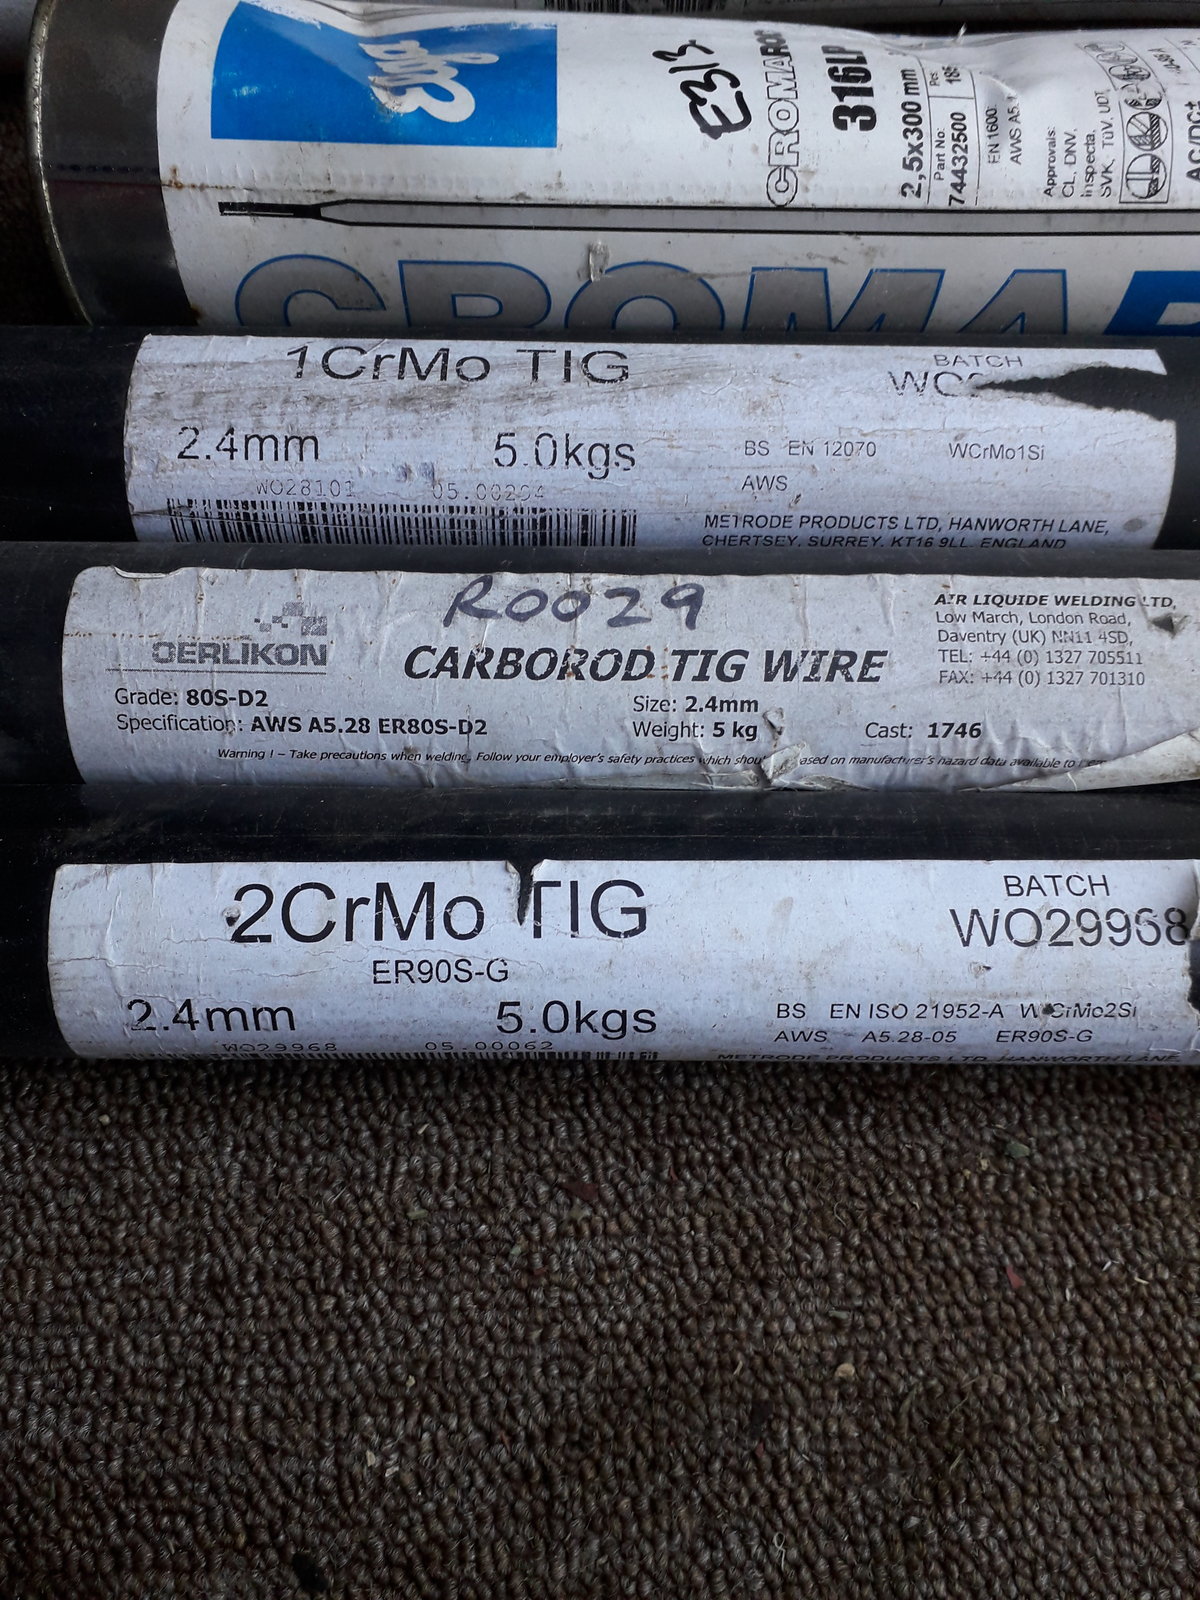 Elga
E313
CROMAROD
316LP
2,5x300 mm
Part No:
74432500
Pcs
EN 1600:
AWS A5.
Approvals:
CL, DNV,
Inspecta,
SVK, TüV, UDT
AC/DC+
CROMAR
1CrMo TIG
BATCH
2.4mm 5.0kgs
BS EN 12070 WCrMo1Si
AWS
WO28101
METRODE PRODUCTS LTD, HANWORTH LANE,
CHERTSEY, SURREY, KT16 9LL, ENGLAND
R0029
OERLIKON
CARBOROD TIG WIRE
AIR LIQUIDE WELDING LTD,
Low March, London Road,
Daventry (UK) NN11 4SD,
TEL: +44 (0) 1327 705511
FAX: +44 (0) 1327 701310
Grade: 80S-D2
Specification: AWS A5.28 ER80S-D2
Size: 2.4mm
Weight: 5 kg
Cast: 1746
Warning ! – Take precautions when welding. Follow your employer's safety practices which based on manufacturer's hazard data available to
2CrMo TIG
ER90S-G
BATCH
WO29968
2.4mm 5.0kgs
BS EN ISO 21952-A W CrMo2Si
AWS A5.28-05 ER90S-G
WO29968 05.00062
METRODE PRODUCTS LTD, HANWORTH LANE